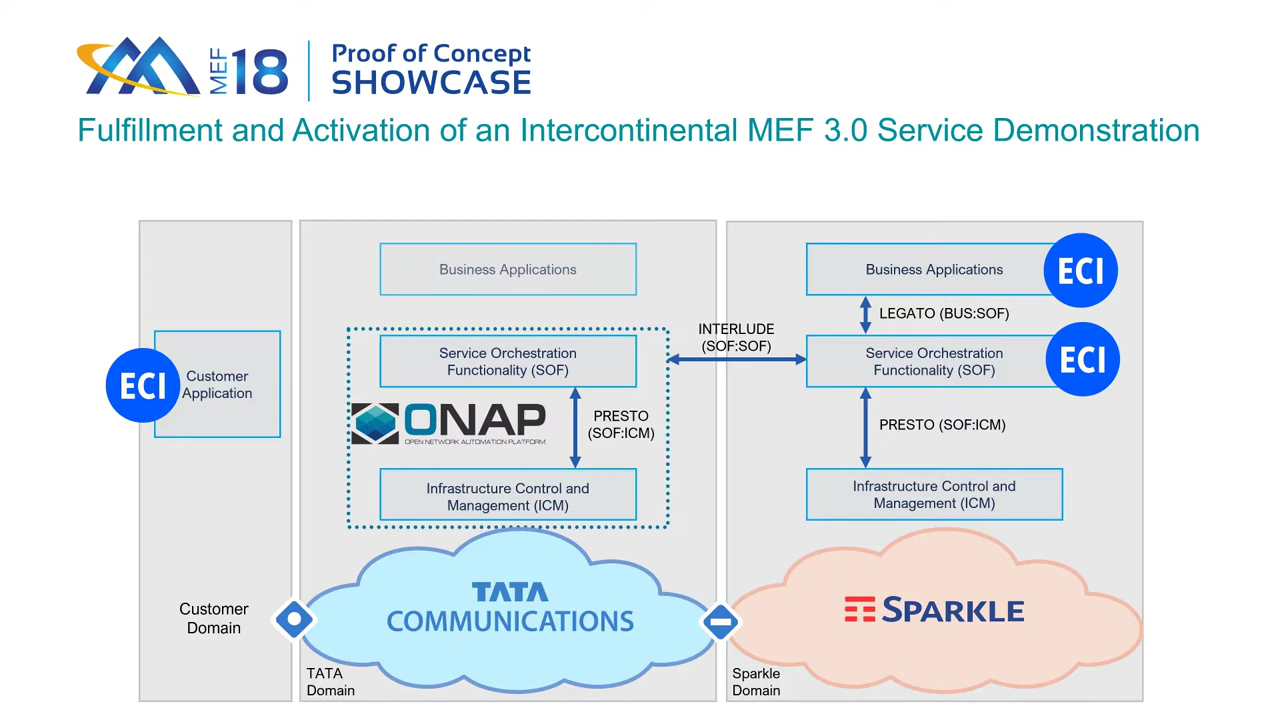 MEF 18
Proof of Concept
SHOWCASE
Fulfillment and Activation of an Intercontinental MEF 3.0 Service Demonstration
ECI
Customer
Application
Customer
Domain
Business Applications
Service Orchestration
Functionality (SOF)
ONAP
OPEN NETWORK AUTOMATION PLATFORM
PRESTO
(SOF:ICM)
Infrastructure Control and
Management (ICM)
TATA
COMMUNICATIONS
TATA
Domain
INTERLUDE
(SOF:SOF)
Business Applications
ECI
LEGATO (BUS:SOF)
Service Orchestration
Functionality (SOF)
ECI
PRESTO (SOF:ICM)
Infrastructure Control and
Management (ICM)
SPARKLE
Sparkle
Domain